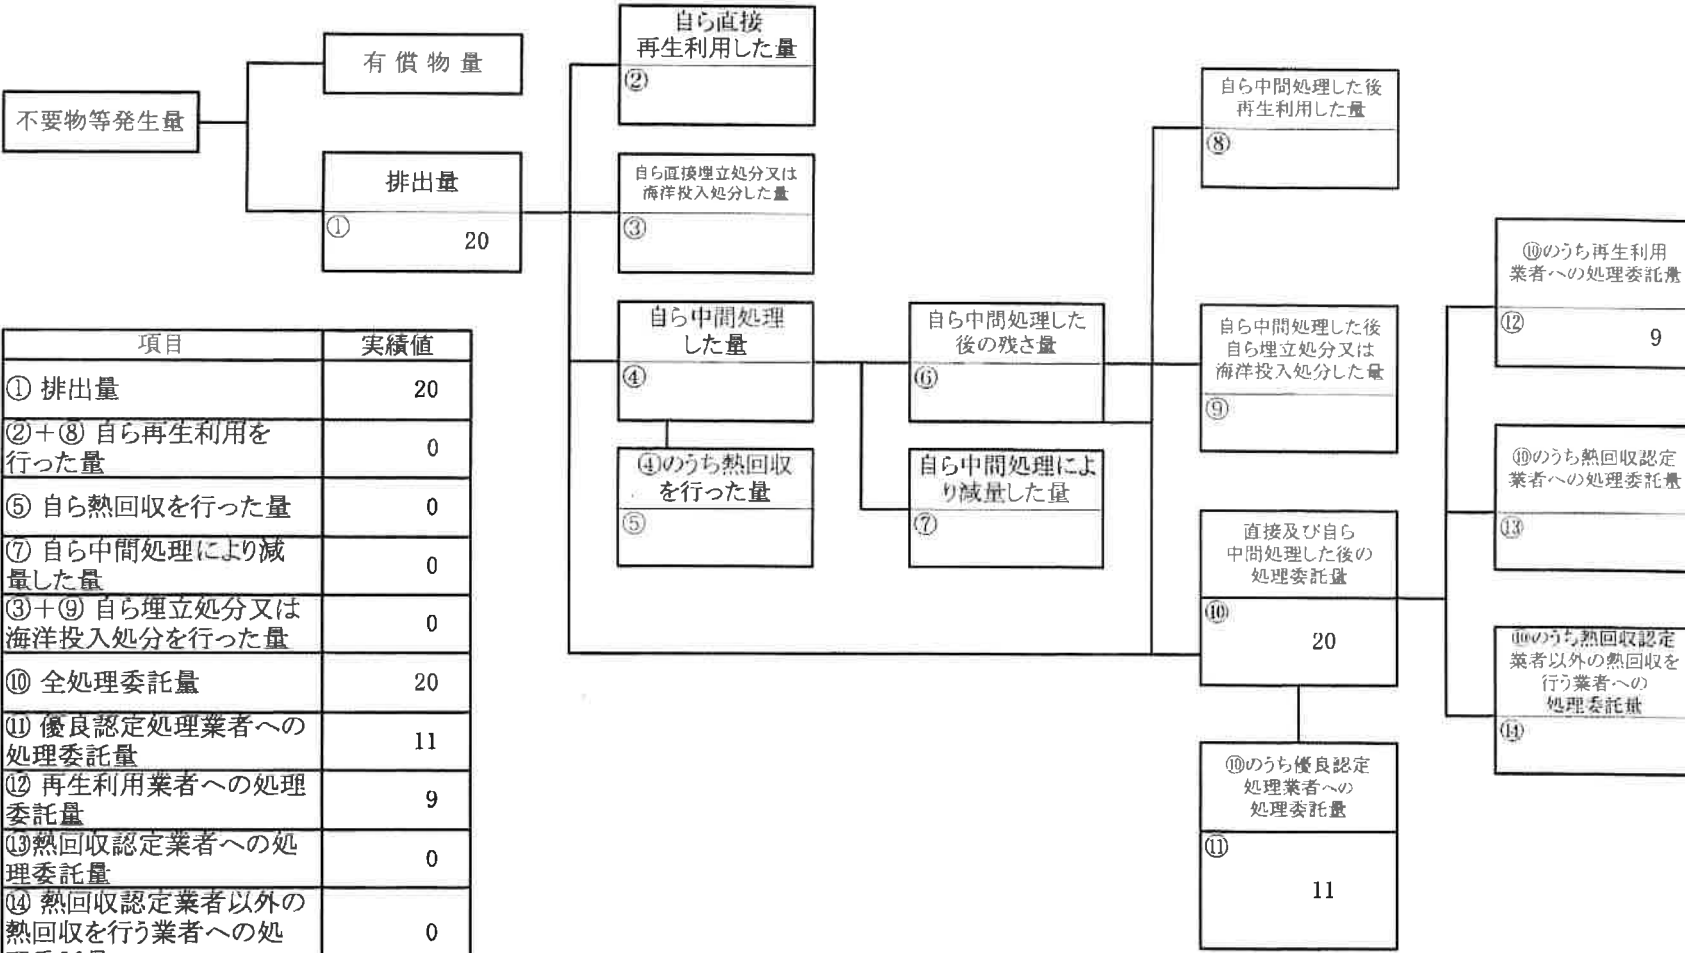 不要物等発生量
有償物量
排出量
①
20
自ら直接
再生利用した量
②
自ら直接埋立処分又は
海洋投入処分した量
③
自ら中間処理
した量
④
④のうち熱回収
を行った量
⑤
自ら中間処理した
後の残さ量
⑥
自ら中間処理によ
り減量した量
⑦
自ら中間処理した後
再生利用した量
⑧
自ら中間処理した後
自ら埋立処分又は
海洋投入処分した量
⑨
直接及び自ら
中間処理した後の
処理委託量
⑩
20
⑩のうち優良認定
処理業者への
処理委託量
⑪
11
⑩のうち再生利用
業者への処理委託量
⑫
9
⑩のうち熱回収認定
業者への処理委託量
⑬
⑩のうち熱回収認定
業者以外の熱回収を
行う業者への
処理委託量
⑭
項目 実績値
① 排出量 20
②+⑧ 自ら再生利用を
行った量 0
⑤ 自ら熱回収を行った量 0
⑦ 自ら中間処理により減
量した量 0
③+⑨ 自ら埋立処分又は
海洋投入処分を行った量 0
⑩ 全処理委託量 20
⑪ 優良認定処理業者への
処理委託量 11
⑫ 再生利用業者への処理
委託量 9
⑬熱回収認定業者への処
理委託量 0
⑭ 熱回収認定業者以外の
熱回収を行う業者への処 0